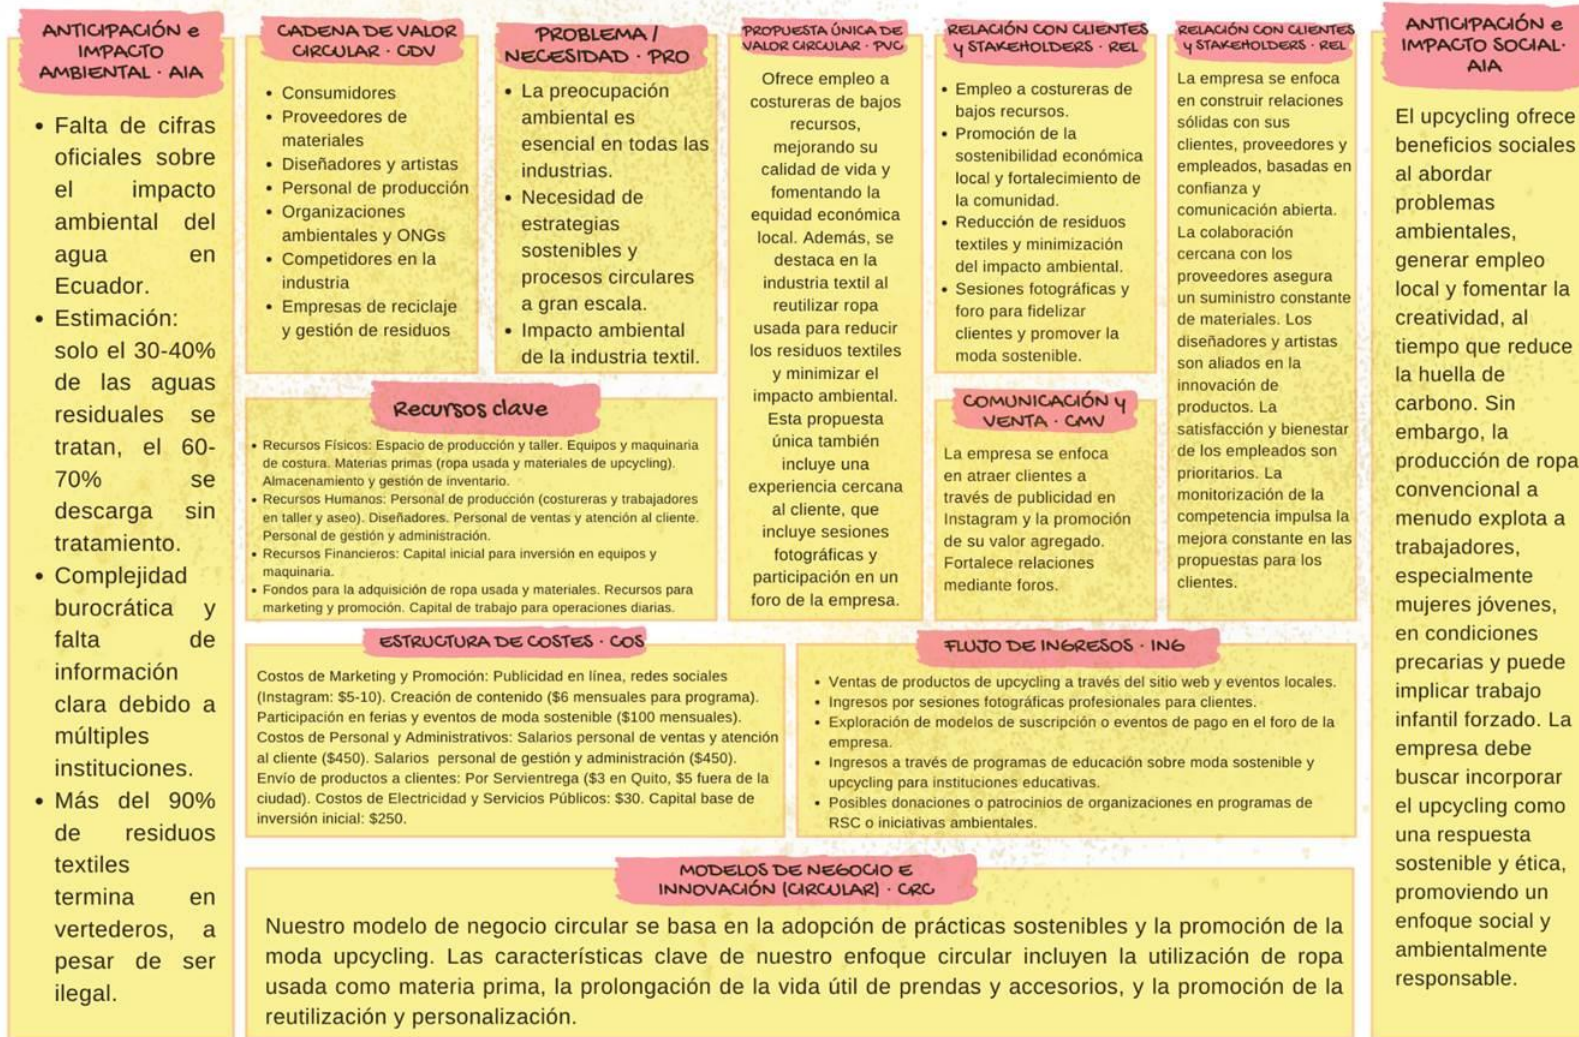 ANTICIPACIÓN e
IMPACTO
AMBIENTAL · AIA
• Falta de cifras
oficiales sobre
el impacto
ambiental del
agua en
Ecuador.
• Estimación:
solo el 30-40%
de las aguas
residuales se
tratan, el 60-
70% se
descarga sin
tratamiento.
• Complejidad
burocrática y
falta de
información
clara debido a
múltiples
instituciones.
• Más del 90%
de residuos
textiles
termina en
vertederos, a
pesar de ser
ilegal.
CADENA DE VALOR
CIRCULAR · CDV
• Consumidores
• Proveedores de
materiales
• Diseñadores y artistas
• Personal de producción
• Organizaciones
ambientales y ONGs
• Competidores en la
industria
• Empresas de reciclaje
y gestión de residuos
PROBLEMA /
NECESIDAD · PRO
• La preocupación
ambiental es
esencial en todas las
industrias.
• Necesidad de
estrategias
sostenibles y
procesos circulares
a gran escala.
• Impacto ambiental
de la industria textil.
Recursos clave
• Recursos Físicos: Espacio de producción y taller. Equipos y maquinaria
de costura. Materias primas (ropa usada y materiales de upcycling).
Almacenamiento y gestión de inventario.
• Recursos Humanos: Personal de producción (costureras y trabajadores
en taller y aseo). Diseñadores. Personal de ventas y atención al cliente.
Personal de gestión y administración.
• Recursos Financieros: Capital inicial para inversión en equipos y
maquinaria.
• Fondos para la adquisición de ropa usada y materiales. Recursos para
marketing y promoción. Capital de trabajo para operaciones diarias.
PROPUESTA ÚNICA DE
VALOR CIRCULAR · PVC
Ofrece empleo a
costureras de bajos
recursos,
mejorando su
calidad de vida y
fomentando la
equidad económica
local. Además, se
destaca en la
industria textil al
reutilizar ropa
usada para reducir
los residuos textiles
y minimizar el
impacto ambiental.
Esta propuesta
única también
incluye una
experiencia cercana
al cliente, que
incluye sesiones
fotográficas y
participación en un
foro de la empresa.
RELACIÓN CON CLIENTES
y STAKEHOLDERS · REL
• Empleo a costureras de
bajos recursos.
• Promoción de la
sostenibilidad económica
local y fortalecimiento de
la comunidad.
• Reducción de residuos
textiles y minimización
del impacto ambiental.
• Sesiones fotográficas y
foro para fidelizar
clientes y promover la
moda sostenible.
COMUNICACIÓN y
VENTA · CMV
La empresa se enfoca
en atraer clientes a
través de publicidad en
Instagram y la promoción
de su valor agregado.
Fortalece relaciones
mediante foros.
RELACIÓN CON CLIENTES
y STAKEHOLDERS · REL
La empresa se enfoca
en construir relaciones
sólidas con sus
clientes, proveedores y
empleados, basadas en
confianza y
comunicación abierta.
La colaboración
cercana con los
proveedores asegura
un suministro constante
de materiales. Los
diseñadores y artistas
son aliados en la
innovación de
productos. La
satisfacción y bienestar
de los empleados son
prioritarios. La
monitorización de la
competencia impulsa la
mejora constante en las
propuestas para los
clientes.
ANTICIPACIÓN e
IMPACTO SOCIAL·
AIA
El upcycling ofrece
beneficios sociales
al abordar
problemas
ambientales,
generar empleo
local y fomentar la
creatividad, al
tiempo que reduce
la huella de
carbono. Sin
embargo, la
producción de ropa
convencional a
menudo explota a
trabajadores,
especialmente
mujeres jóvenes,
en condiciones
precarias y puede
implicar trabajo
infantil forzado. La
empresa debe
buscar incorporar
el upcycling como
una respuesta
sostenible y ética,
promoviendo un
enfoque social y
ambientalmente
responsable.
ESTRUCTURA DE COSTES · COS
Costos de Marketing y Promoción: Publicidad en línea, redes sociales
(Instagram: $5-10). Creación de contenido ($6 mensuales para programa).
Participación en ferias y eventos de moda sostenible ($100 mensuales).
Costos de Personal y Administrativos: Salarios personal de ventas y atención
al cliente ($450). Salarios personal de gestión y administración ($450).
Envío de productos a clientes: Por Servientrega ($3 en Quito, $5 fuera de la
ciudad). Costos de Electricidad y Servicios Públicos: $30. Capital base de
inversión inicial: $250.
FLUJO DE INGRESOS · ING
• Ventas de productos de upcycling a través del sitio web y eventos locales.
• Ingresos por sesiones fotográficas profesionales para clientes.
• Exploración de modelos de suscripción o eventos de pago en el foro de la
empresa.
• Ingresos a través de programas de educación sobre moda sostenible y
upcycling para instituciones educativas.
• Posibles donaciones o patrocinios de organizaciones en programas de
RSC o iniciativas ambientales.
MODELOS DE NEGOCIO E
INNOVACIÓN (CIRCULAR) · CRC
Nuestro modelo de negocio circular se basa en la adopción de prácticas sostenibles y la promoción de la
moda upcycling. Las características clave de nuestro enfoque circular incluyen la utilización de ropa
usada como materia prima, la prolongación de la vida útil de prendas y accesorios, y la promoción de la
reutilización y personalización.